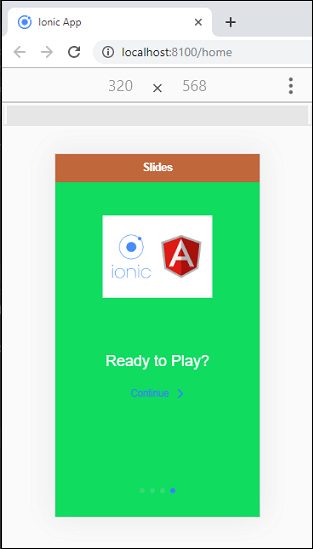 Ionic App
localhost:8100/home
320 × 568
Slides
ionic
A
Ready to Play?
Continue